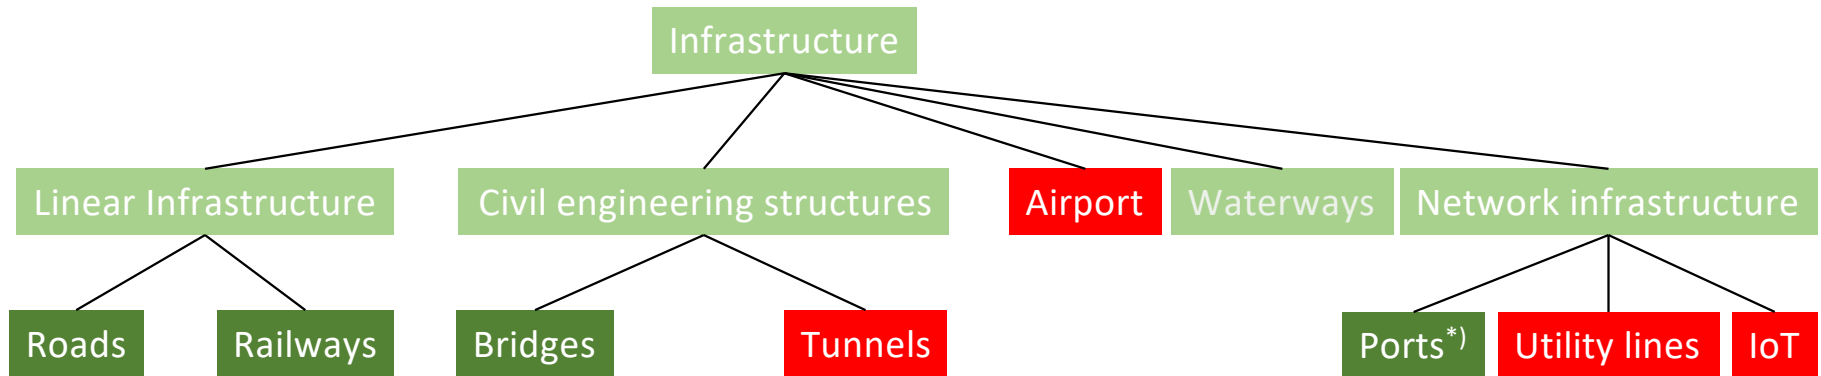 Infrastructure
Linear Infrastructure
Civil engineering structures
Airport
Waterways
Network infrastructure
Roads
Railways
Bridges
Tunnels
Ports*)
Utility lines
IoT